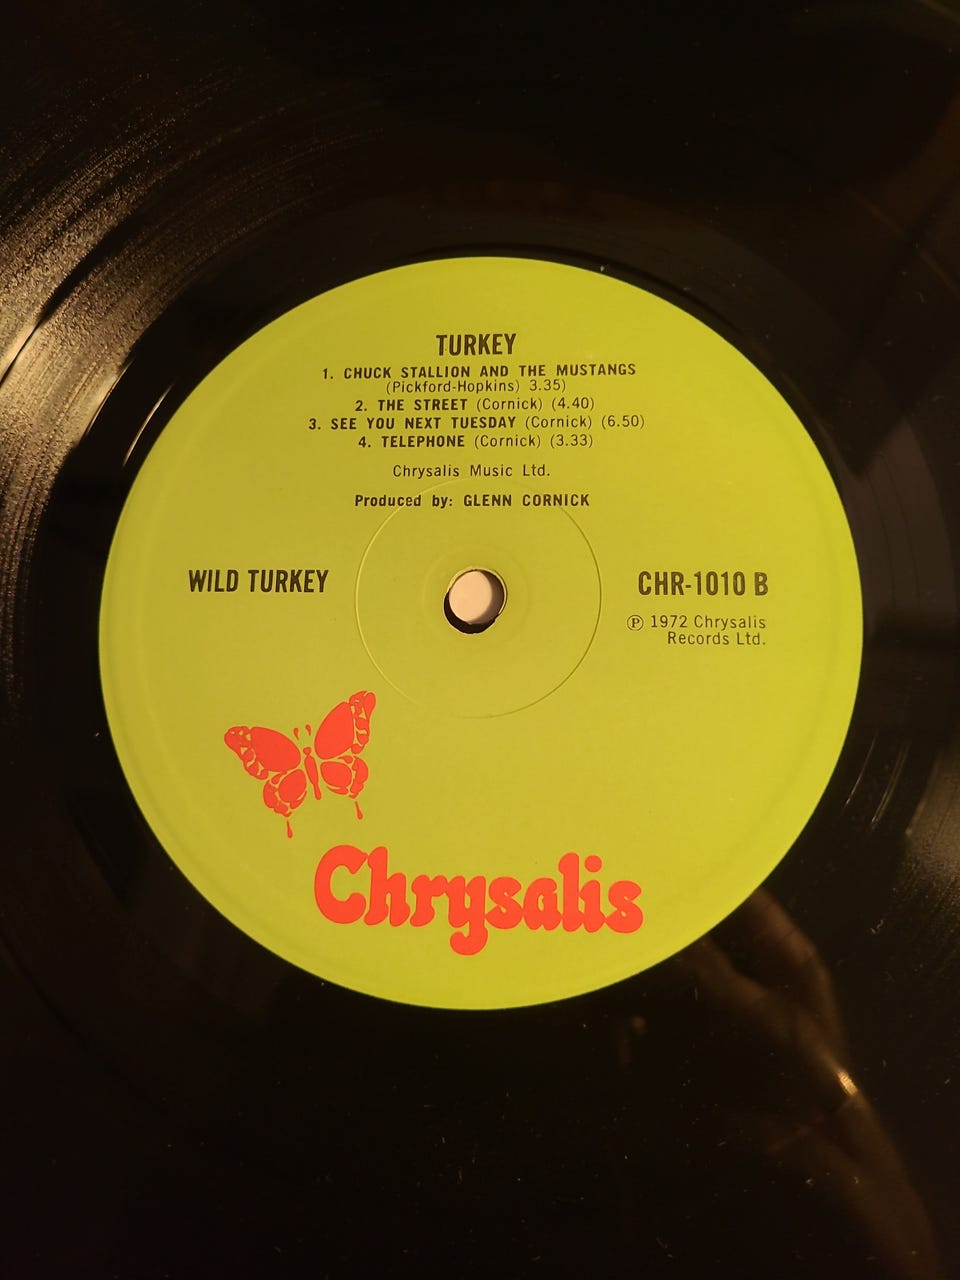 TURKEY
1. CHUCK STALLION AND THE MUSTANGS
(Pickford-Hopkins) 3.35)
2. THE STREET (Cornick) (4.40)
3. SEE YOU NEXT TUESDAY (Cornick) (6.50)
4. TELEPHONE (Cornick) (3.33)
Chrysalis Music Ltd.
Produced by: GLENN CORNICK
WILD TURKEY
CHR-1010 B
℗ 1972 Chrysalis
Records Ltd.
Chrysalis